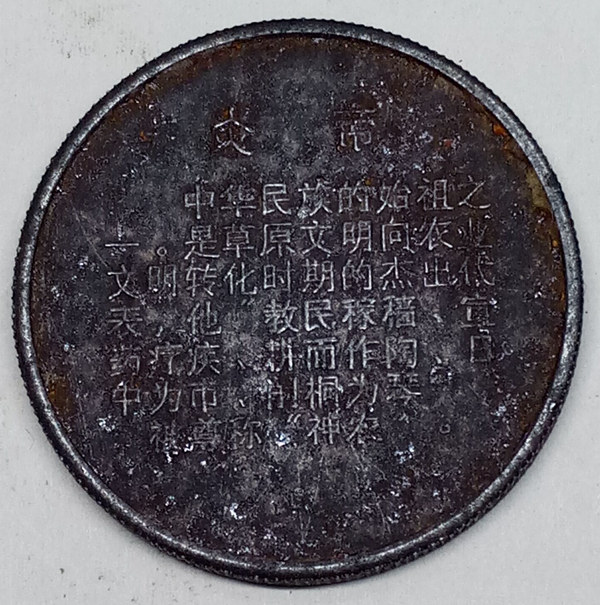 炎帝
中华民族的始祖之
一。是草原文明向农业
文明转化时期的杰出代
表,他“教民稼穑、宣
药疗疾、耕而作陶、日
中为市、削桐为琴”。
尊称“神农